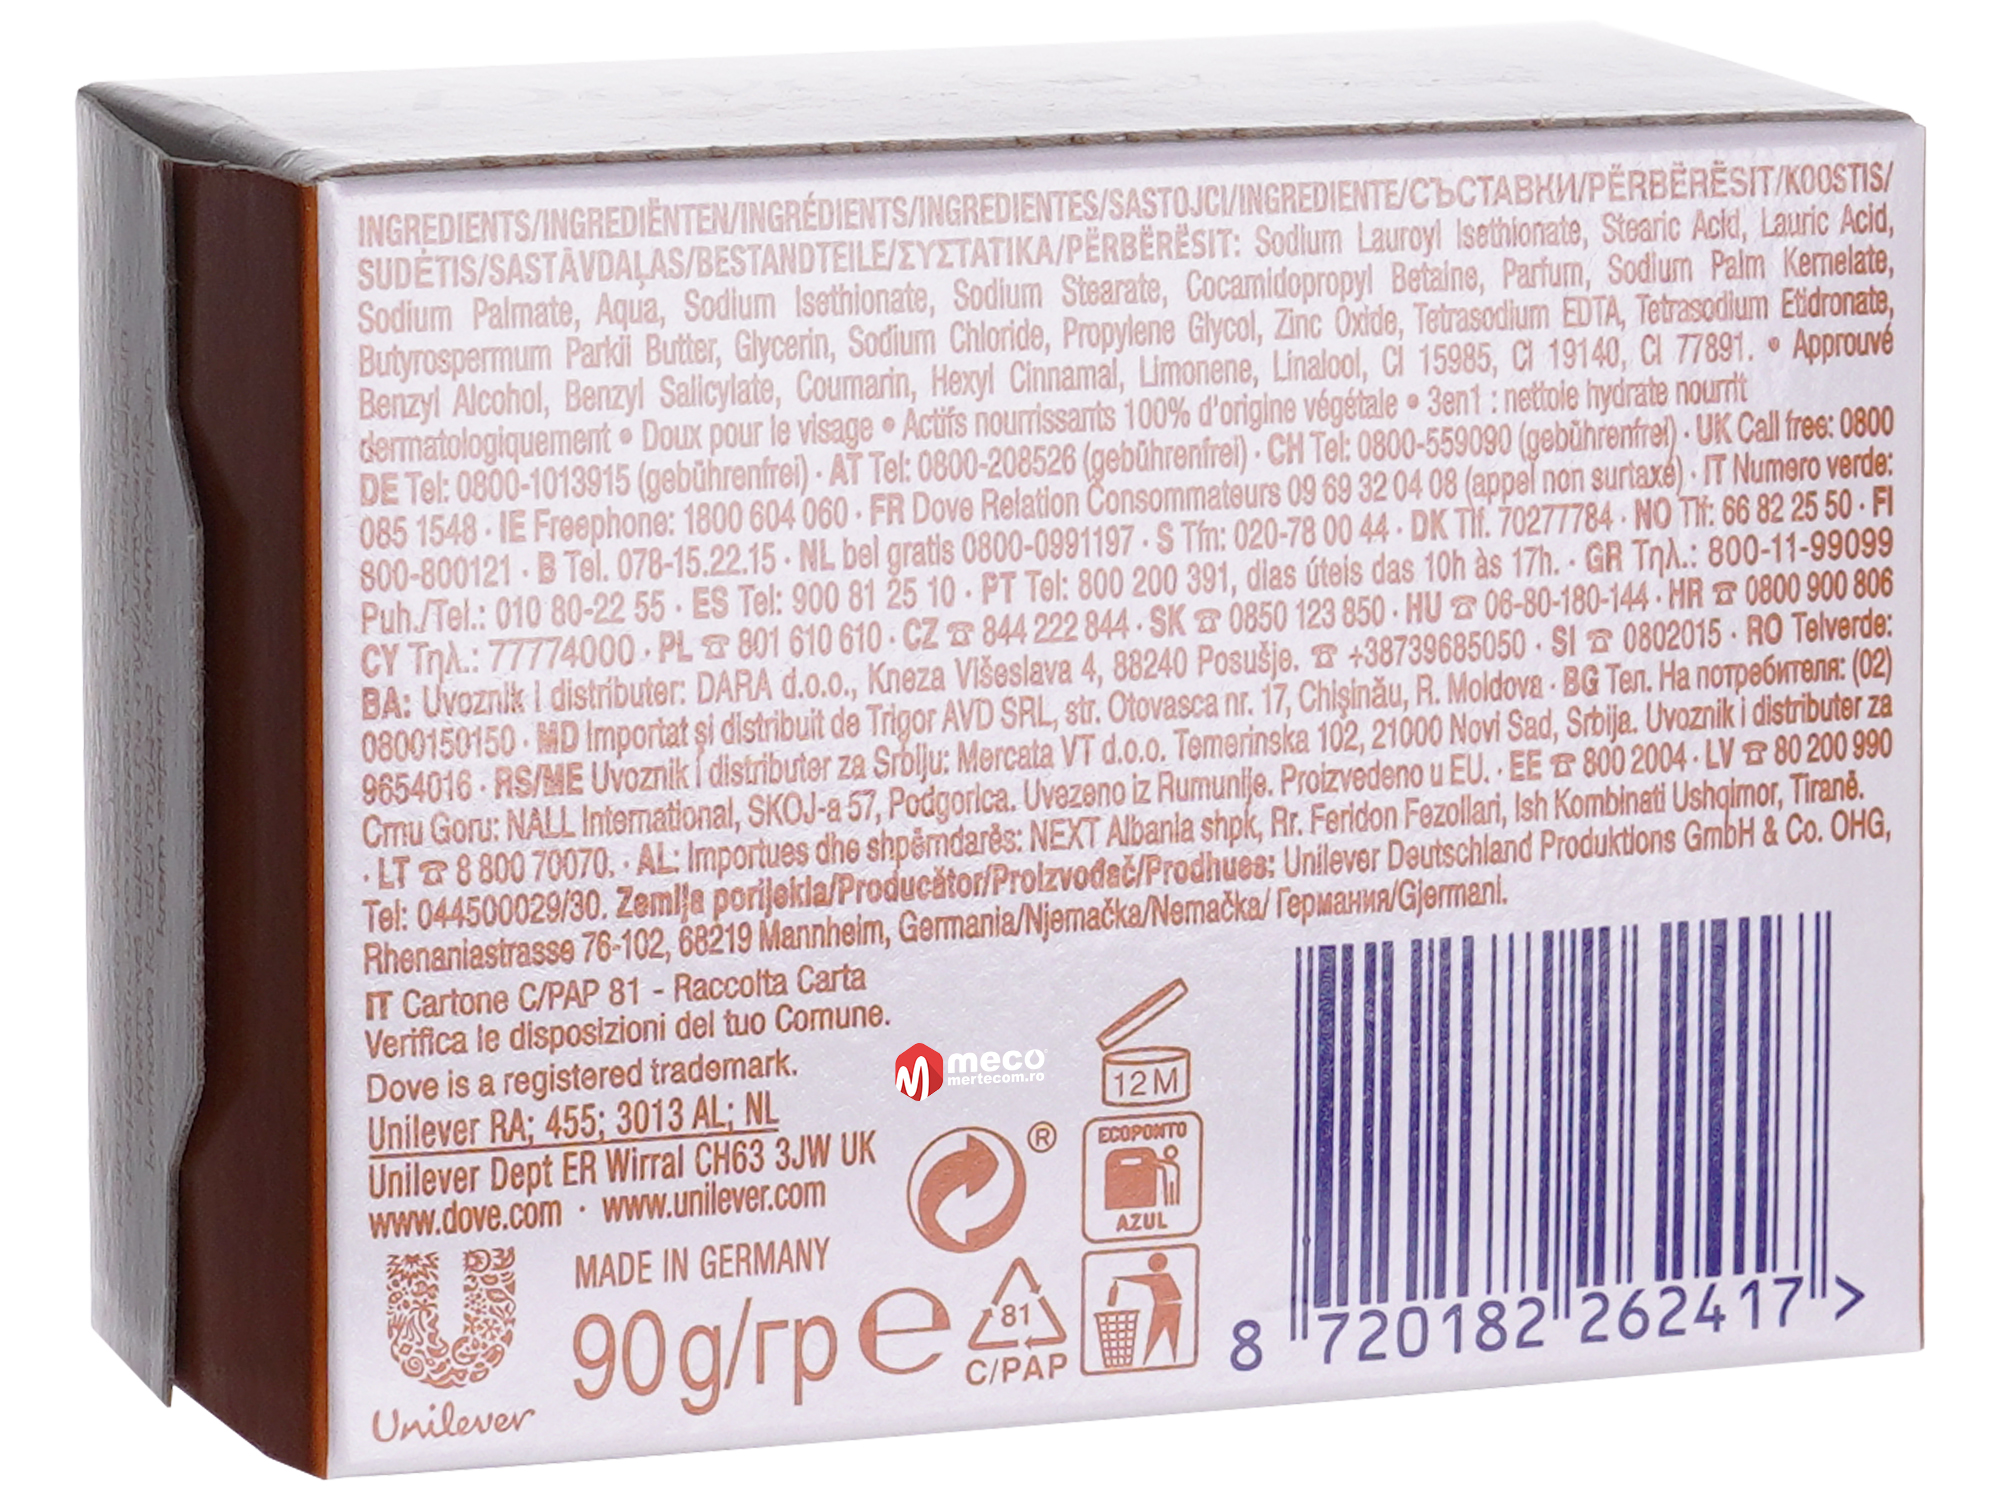 INGREDIENTS/INGREDIËNTEN/INGRÉDIENTS/INGREDIENTES/SASTOJCI/INGREDIENTE/СЪСТАВКИ/PËRBËRËSIT/KOOSTIS/
SUDĖTIS/SASTĀVDAĻAS/BESTANDTEILE/ΣΥΣΤΑΤΙΚΑ/PËRBËRËSIT: Sodium Lauroyl Isethionate, Stearic Acid, Lauric Acid,
Sodium Palmate, Aqua, Sodium Isethionate, Sodium Stearate, Cocamidopropyl Betaine, Parfum, Sodium Palm Kernelate,
Butyrospermum Parkii Butter, Glycerin, Sodium Chloride, Propylene Glycol, Zinc Oxide, Tetrasodium EDTA, Tetrasodium Etidronate,
Benzyl Alcohol, Benzyl Salicylate, Coumarin, Hexyl Cinnamal, Limonene, Linalool, CI 15985, CI 19140, CI 77891. • Approuvé
dermatologiquement • Doux pour le visage • Actifs nourrissants 100% d'origine végétale • 3en1 : nettoie hydrate nourrit
DE Tel: 0800-1013915 (gebührenfrei) · AT Tel: 0800-208526 (gebührenfrei) · CH Tel: 0800-559090 (gebührenfrei) · UK Call free: 0800
085 1548 · IE Freephone: 1800 604 060 · FR Dove Relation Consommateurs 09 69 32 04 08 (appel non surtaxé) · IT Numero verde:
800-800121 · B Tel. 078-15.22.15 · NL bel gratis 0800-0991197 · S Tfn: 020-78 00 44 · DK Tlf. 70277784 · NO Tlf: 66 82 25 50 · FI
Puh./Tel.: 010 80-22 55 · ES Tel: 900 81 25 10 · PT Tel: 800 200 391, dias úteis das 10h às 17h. · GR Τηλ.: 800-11-99099
CY Τηλ.: 77774000 · PL ☎ 801 610 610 · CZ ☎ 844 222 844 · SK ☎ 0850 123 850 · HU ☎ 06-80-180-144 · HR ☎ 0800 900 806
BA: Uvoznik i distributer: DARA d.o.o., Kneza Višeslava 4, 88240 Posušje. ☎ +38739685050 · SI ☎ 0802015 · RO Telverde:
0800150150 · MD Importat și distribuit de Trigor AVD SRL, str. Otovasca nr. 17, Chișinău, R. Moldova · BG Тел. На потребителя: (02)
9654016 · RS/ME Uvoznik i distributer za Srbiju: Mercata VT d.o.o. Temerinska 102, 21000 Novi Sad, Srbija. Uvoznik i distributer za
Crnu Goru: NALL International, SKOJ-a 57, Podgorica. Uvezeno iz Rumunije. Proizvedeno u EU. · EE ☎ 800 2004 · LV ☎ 80 200 990
· LT ☎ 8 800 70070. · AL: Importues dhe shpërndarës: NEXT Albania shpk, Rr. Feridon Fezollari, Ish Kombinati Ushqimor, Tiranë.
Tel: 044500029/30. Zemlja porijekla/Producător/Proizvođač/Prodhues: Unilever Deutschland Produktions GmbH & Co. OHG,
Rhenaniastrasse 76-102, 68219 Mannheim, Germania/Njemačka/Nemačka/ Германия/Gjermani.
IT Cartone C/PAP 81 - Raccolta Carta
Verifica le disposizioni del tuo Comune.
Dove is a registered trademark.
Unilever RA; 455; 3013 AL; NL
Unilever Dept ER Wirral CH63 3JW UK
www.dove.com · www.unilever.com
meco
mertecom.ro
12M
®
ECOPONTO
AZUL
MADE IN GERMANY
90g/гр e
81
C/PAP
Unilever
8 720182 262417 >